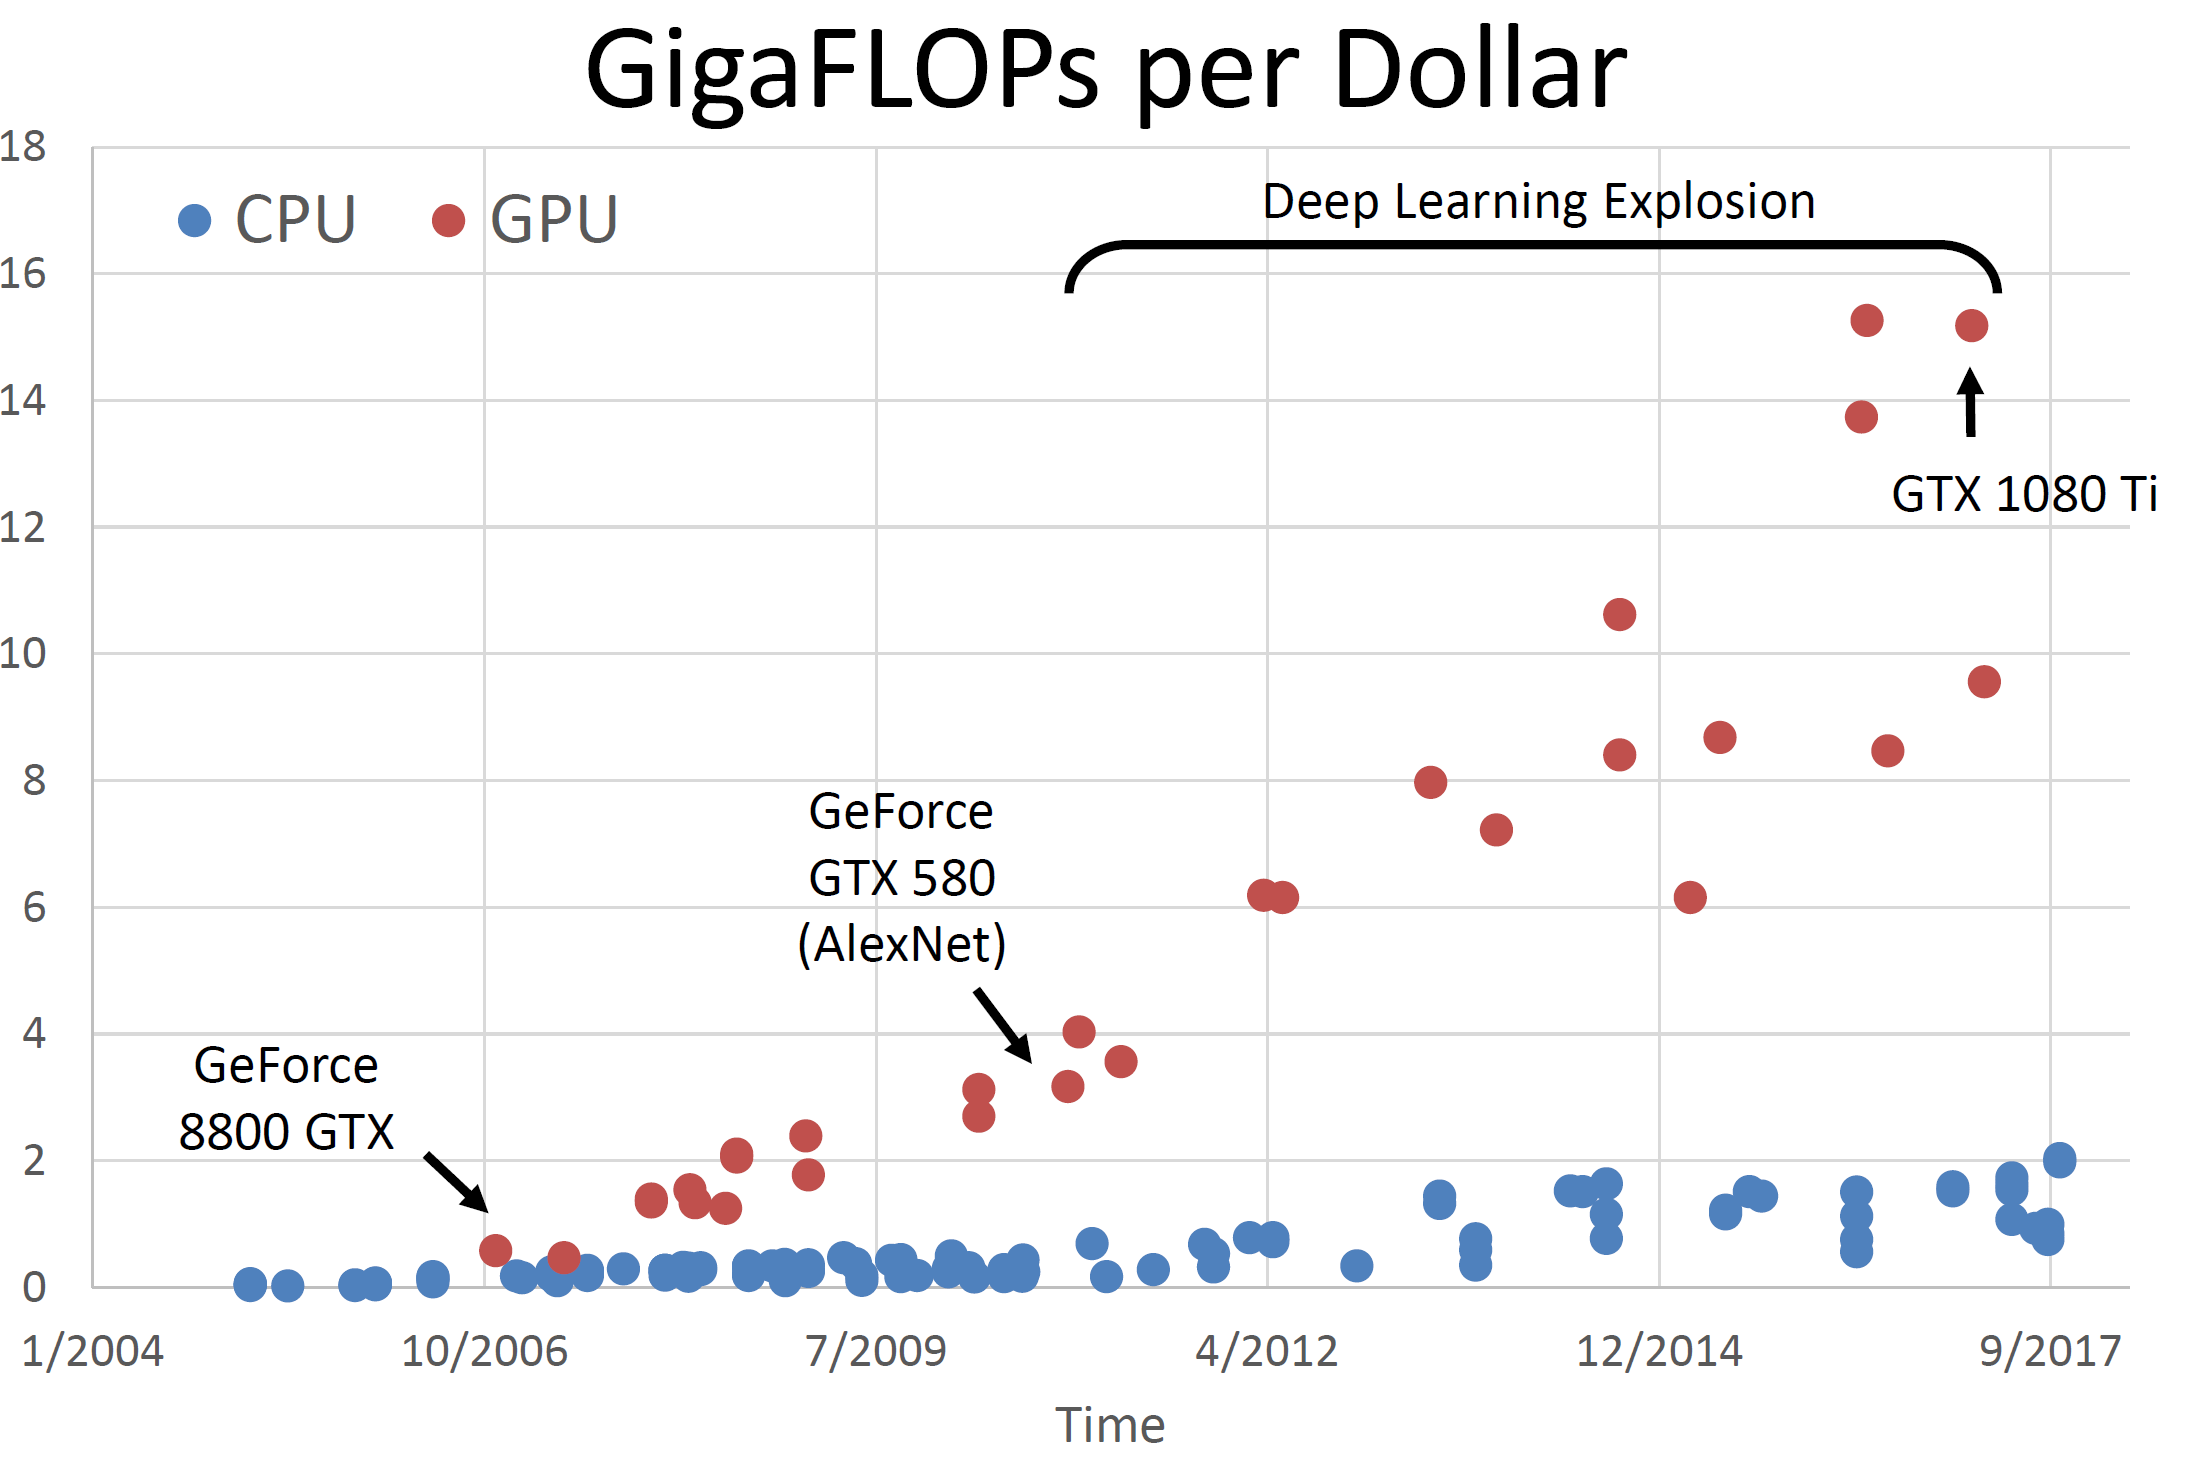 GigaFLOPs per Dollar
18
16
14
12
10
8
6
4
2
0
CPU
GPU
Deep Learning Explosion
GTX 1080 Ti
GeForce
GTX 580
(AlexNet)
GeForce
8800 GTX
1/2004
10/2006
7/2009
4/2012
12/2014
9/2017
Time